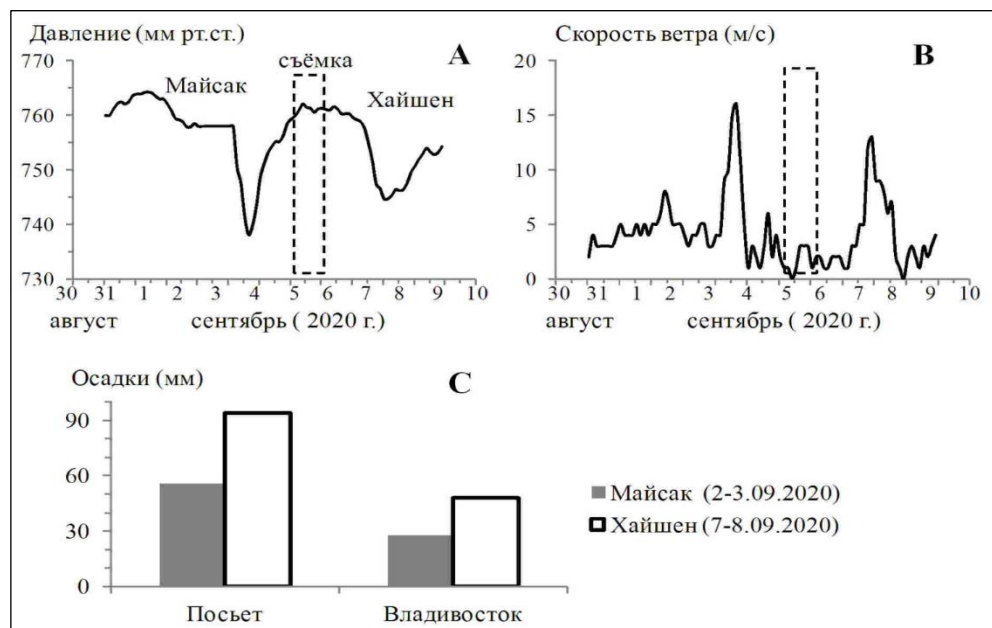 Давление (мм рт.ст.)
A
770
760
750
740
730
съёмка
Майсак
Хайшен
30 31 1 2 3 4 5 6 7 8 9 10
август
сентябрь ( 2020 г.)
Скорость ветра (м/с)
B
20
15
10
5
0
30 31 1 2 3 4 5 6 7 8 9 10
август
сентябрь ( 2020 г.)
Осадки (мм)
C
90
60
30
0
Посьет
Владивосток
Майсак (2-3.09.2020)
Хайшен (7-8.09.2020)